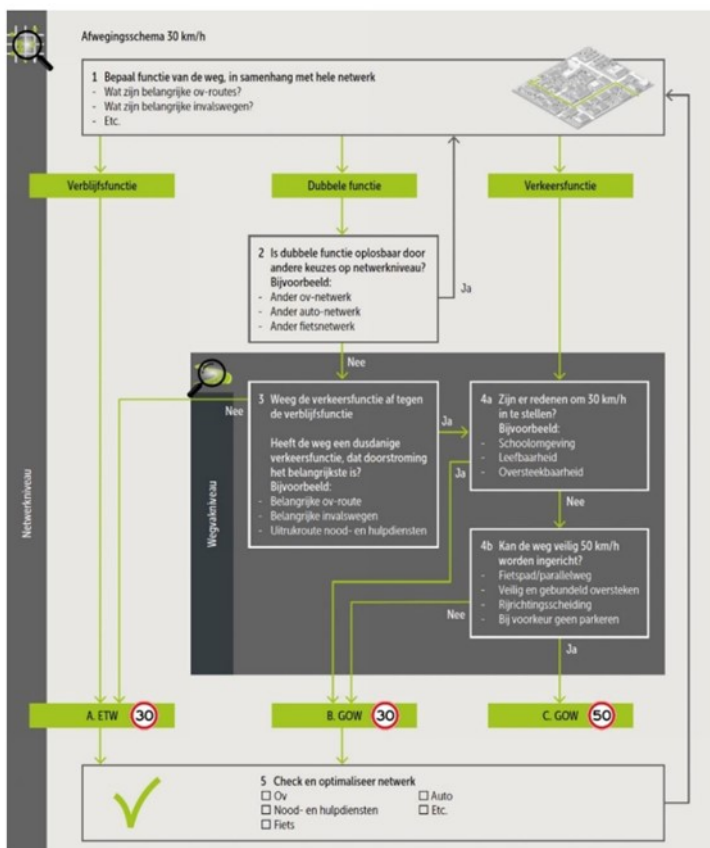 Afwegingsschema 30 km/h
1 Bepaal functie van de weg, in samenhang met hele netwerk
- Wat zijn belangrijke ov-routes?
- Wat zijn belangrijke invalswegen?
- Etc.
Verblijfsfunctie
Dubbele functie
Verkeersfunctie
2 Is dubbele functie oplosbaar door
andere keuzes op netwerkniveau?
Bijvoorbeeld:
- Ander ov-netwerk
- Ander auto-netwerk
- Ander fietsnetwerk
Ja
Nee
Netwerkniveau
Wegvakniveau
3 Weeg de verkeersfunctie af tegen
de verblijfsfunctie
Heeft de weg een dusdanige
verkeersfunctie, dat doorstroming
het belangrijkste is?
Bijvoorbeeld:
- Belangrijke ov-route
- Belangrijke invalswegen
- Uitrukroute nood- en hulpdiensten
Nee
Ja
4a Zijn er redenen om 30 km/h
in te stellen?
Bijvoorbeeld:
- Schoolomgeving
- Leefbaarheid
- Oversteekbaarheid
Ja
Nee
4b Kan de weg veilig 50 km/h
worden ingericht?
- Fietspad/parallelweg
- Veilig en gebundeld oversteken
- Rijrichtingsscheiding
- Bij voorkeur geen parkeren
Nee
Ja
A. ETW 30
B. GOW 30
C. GOW 50
5 Check en optimaliseer netwerk
Ov
Auto
Nood- en hulpdiensten
Etc.
Fiets